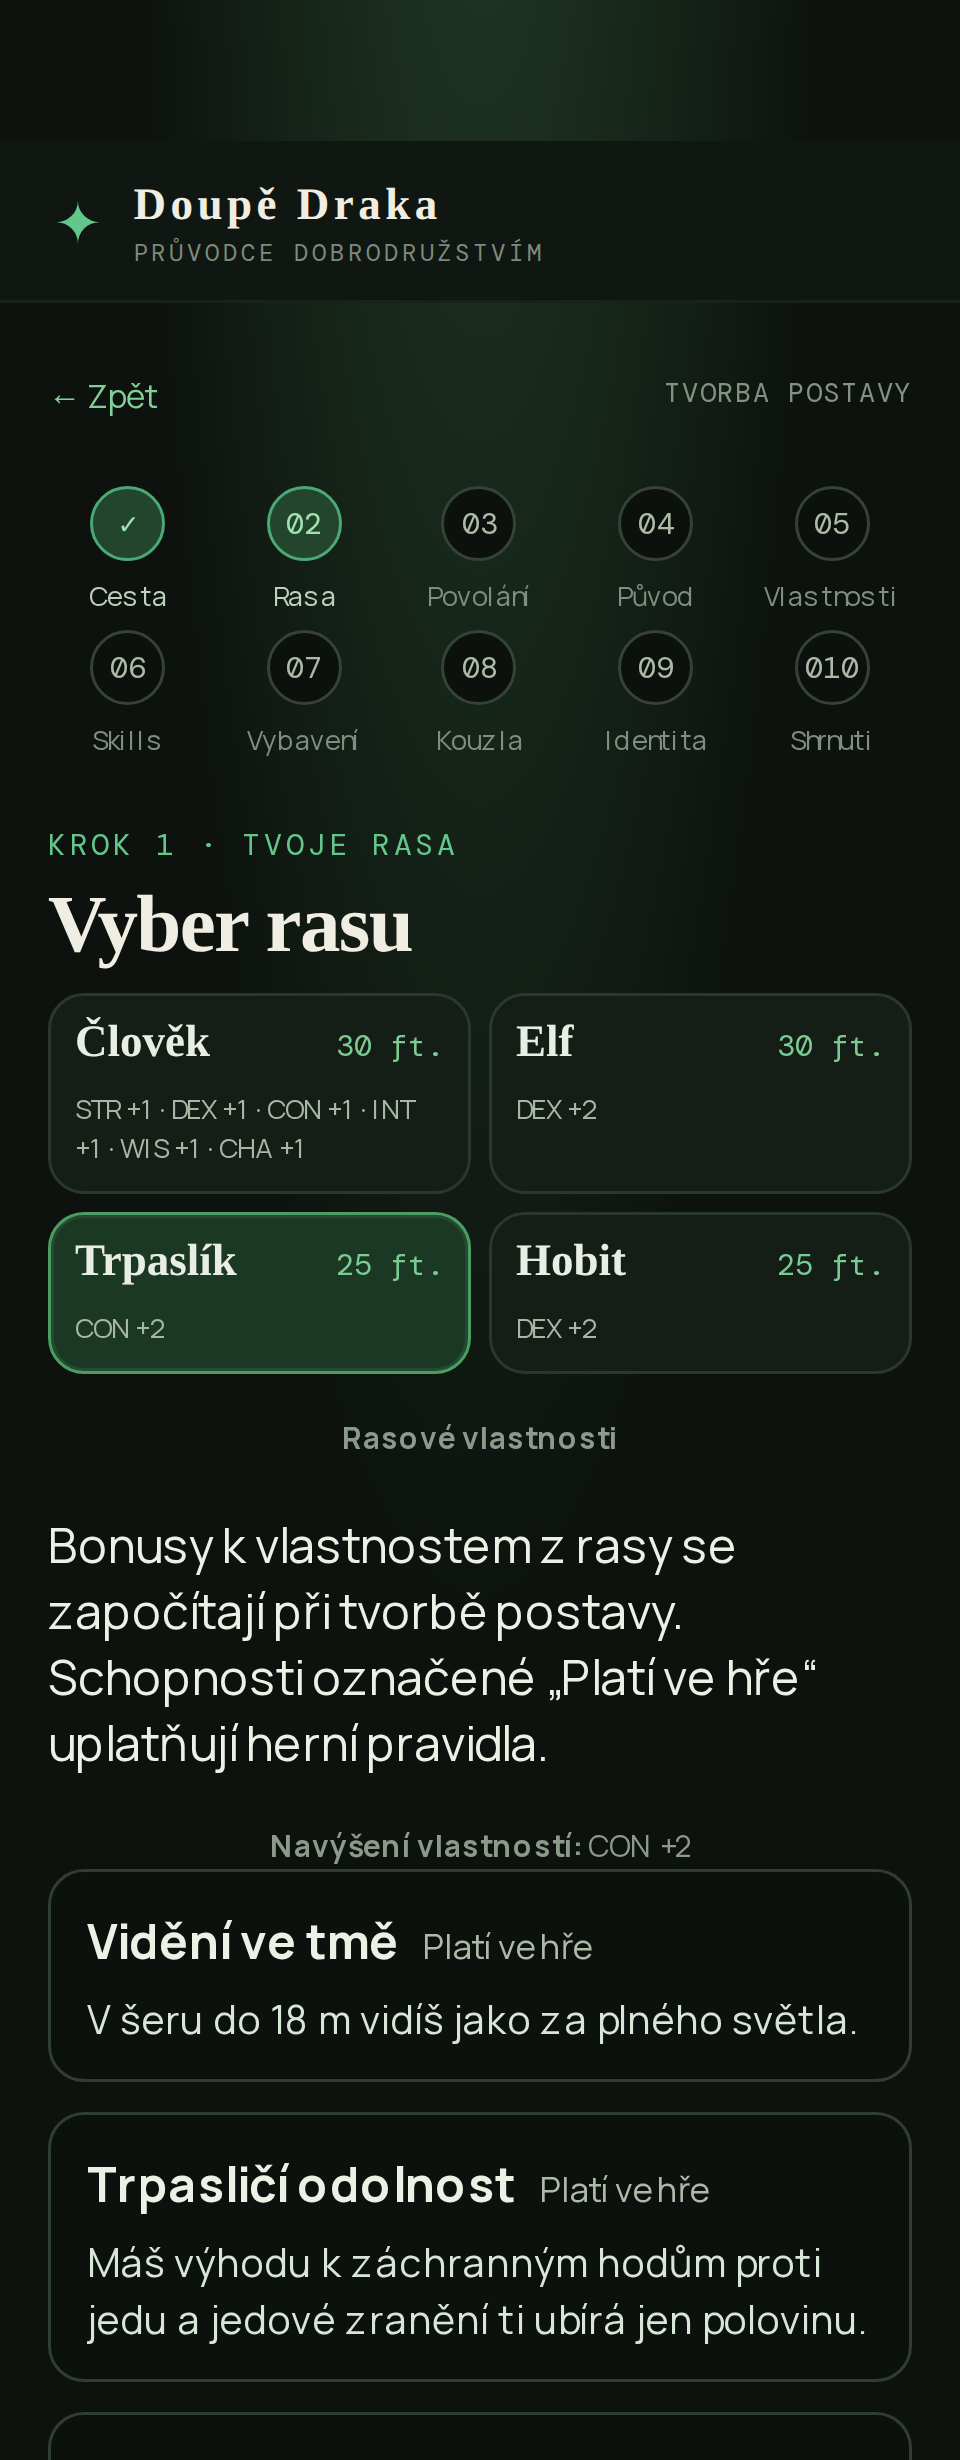 Doupě Draka
PRŮVODCE DOBRODRUŽSTVÍM
← Zpět
TVORBA POSTAVY
✓
02
03
04
05
Cesta
Rasa
Povolání
Původ
Vlastnosti
06
07
08
09
010
Skills
Vybavení
Kouzla
Identita
Shrnuti
KROK 1 · TVOJE RASA
Vyber rasu
Člověk
30 ft.
STR +1 · DEX +1 · CON +1 · INT
+1 · WIS +1 · CHA +1
Elf
30 ft.
DEX +2
Trpaslík
25 ft.
CON +2
Hobit
25 ft.
DEX +2
Rasové vlastnosti
Bonusy k vlastnostem z rasy se
započítají při tvorbě postavy.
Schopnosti označené „Platí ve hře“
uplatňují herní pravidla.
Navýšení vlastností: CON +2
Vidění ve tmě Platí ve hře
V šeru do 18 m vidíš jako za plného světla.
Trpasličí odolnost Platí ve hře
Máš výhodu k záchranným hodům proti
jedu a jedové zranění ti ubírá jen polovinu.